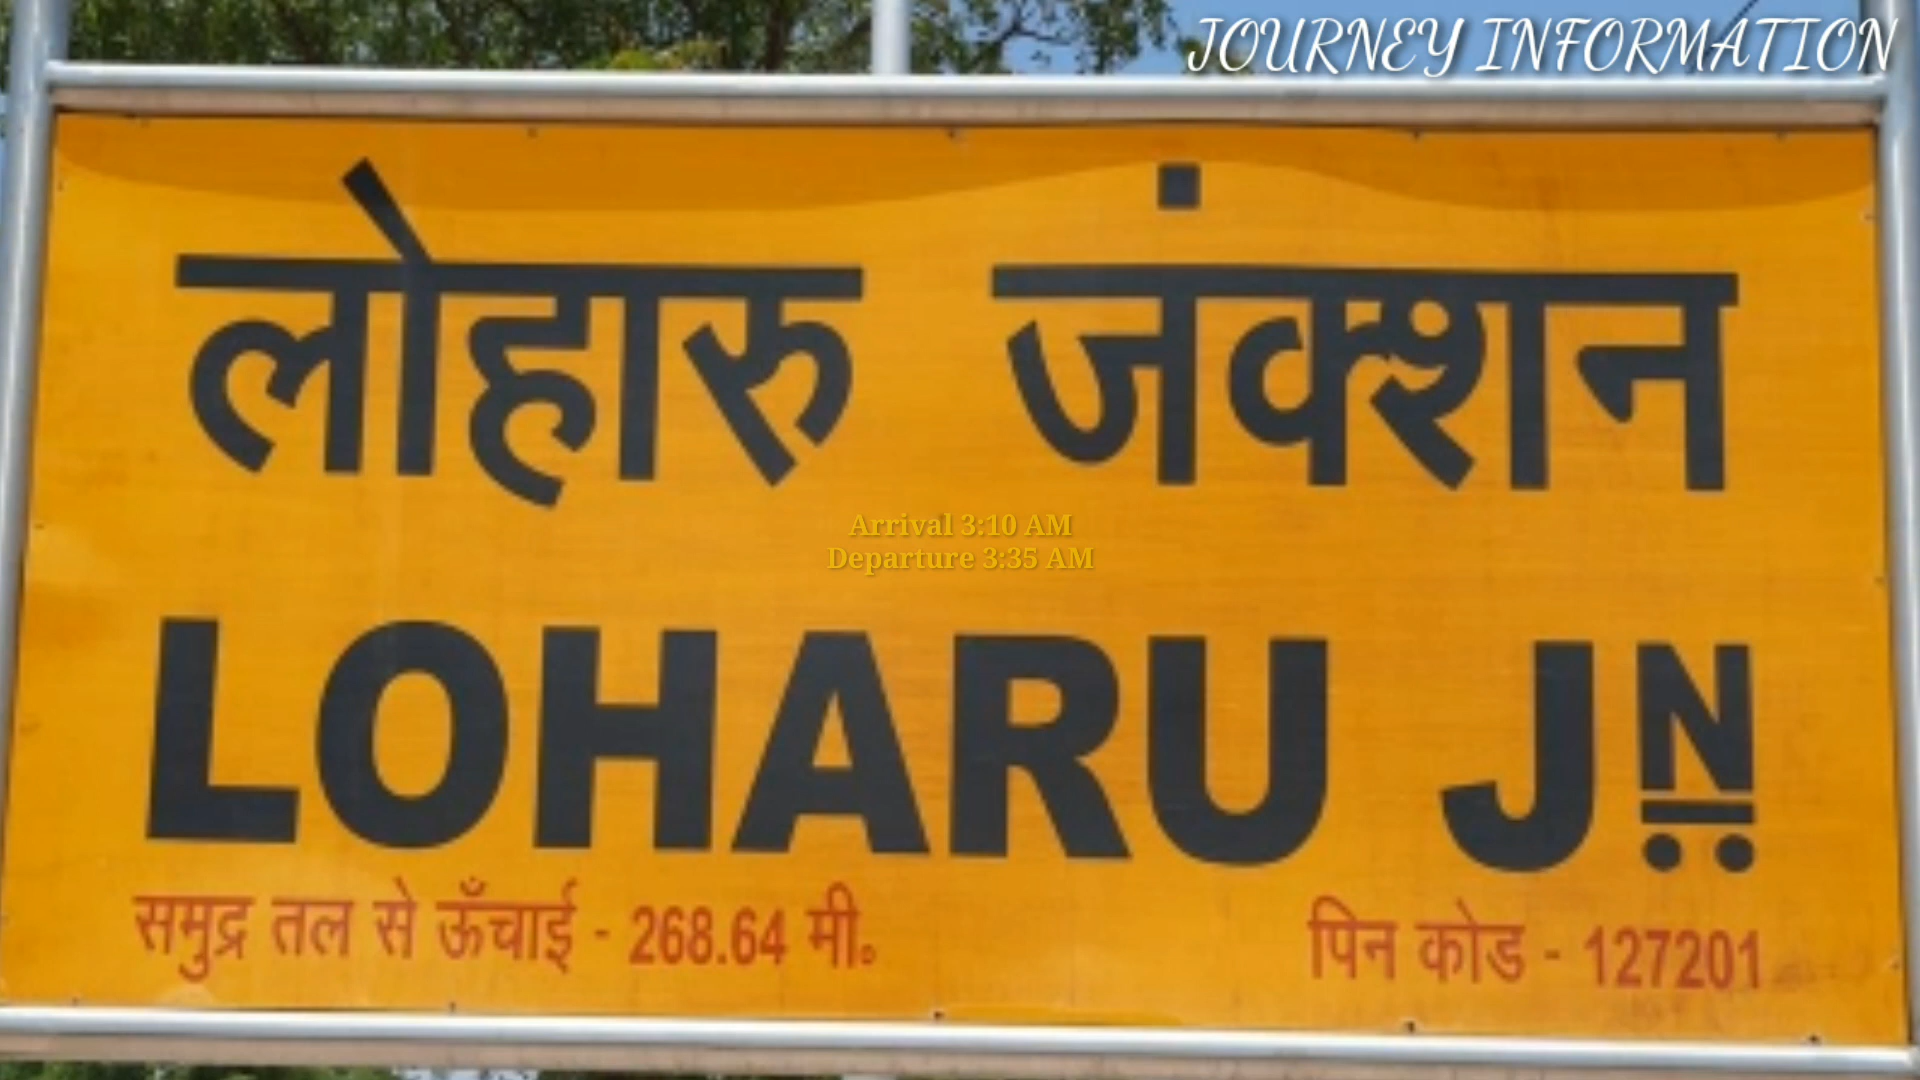 JOURNEY INFORMATION
लोहारु जंक्शन
Arrival 3:10 AM
Departure 3:35 AM
LOHARU JN
समुद्र तल से ऊँचाई - 268.64 मी॰
पिन कोड - 127201